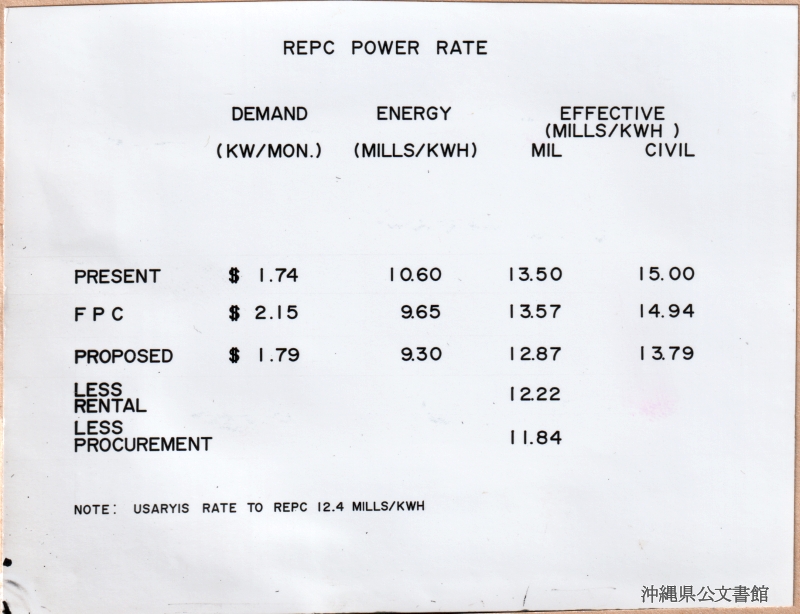 REPC POWER RATE
DEMAND ENERGY EFFECTIVE
(MILLS/KWH)
(KW/MON.) (MILLS/KWH) MIL CIVIL
PRESENT $ 1.74 10.60 13.50 15.00
F P C $ 2.15 9.65 13.57 14.94
PROPOSED $ 1.79 9.30 12.87 13.79
LESS
RENTAL 12.22
LESS
PROCUREMENT 11.84
NOTE: USARYIS RATE TO REPC 12.4 MILLS/KWH
沖縄県公文書館